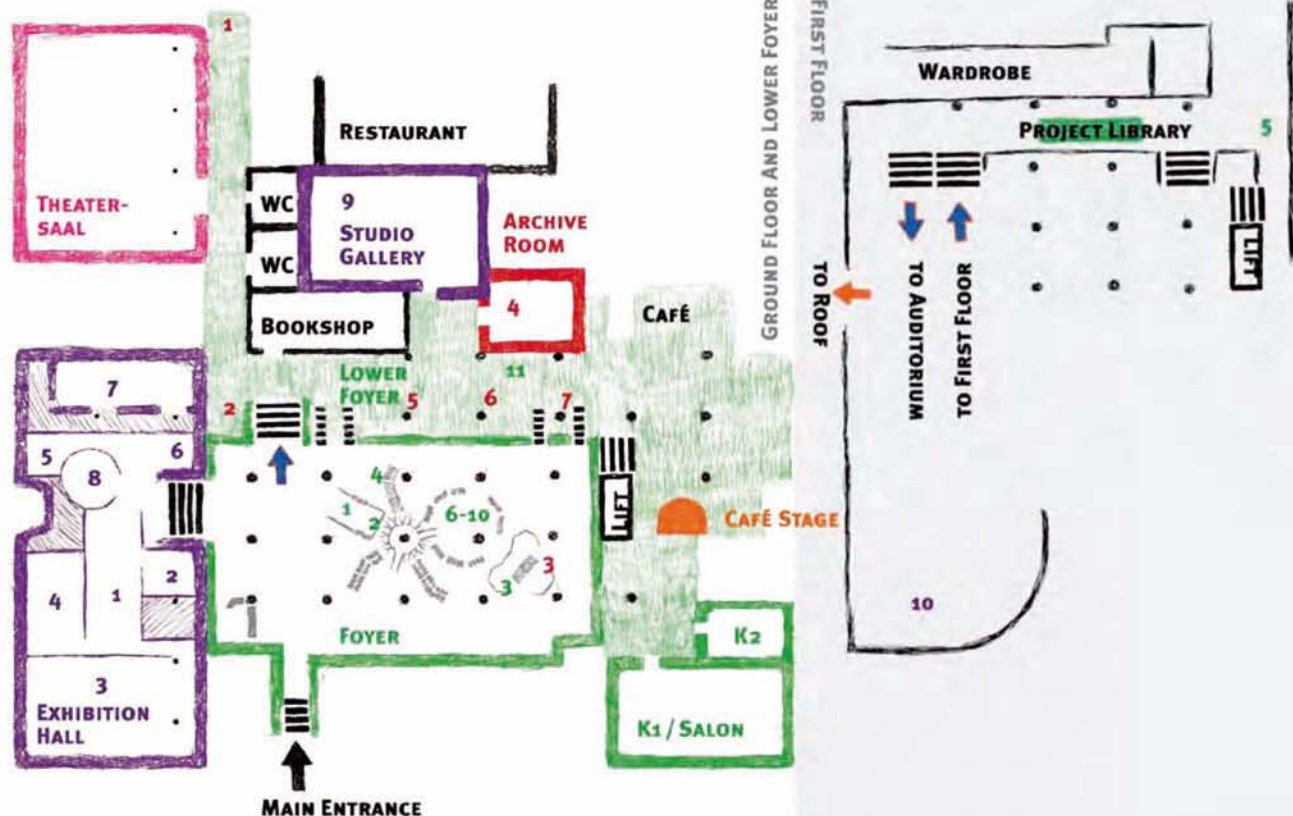 1
THEATER-
SAAL
RESTAURANT
WC
WC
9
STUDIO
GALLERY
ARCHIVE
ROOM
4
BOOKSHOP
CAFÉ
LOWER
FOYER
11
2
5
6
7
7
5
8
6
4
1
2
3
EXHIBITION
HALL
4
1
2
6-10
3
3
FOYER
LIFT
CAFÉ STAGE
K2
K1 / SALON
MAIN ENTRANCE
GROUND FLOOR AND LOWER FOYER
FIRST FLOOR
WARDROBE
PROJECT LIBRARY
5
LIFT
TO ROOF
TO AUDITORIUM
TO FIRST FLOOR
10